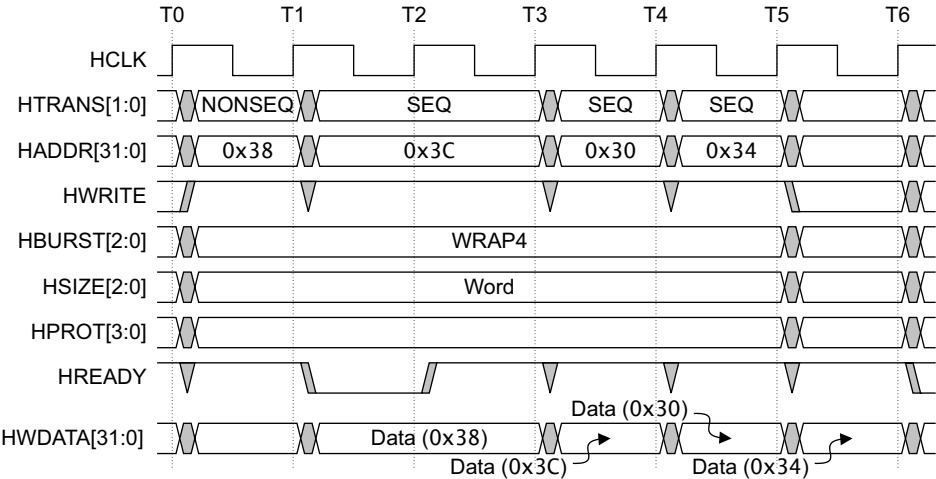 T0 T1 T2 T3 T4 T5 T6
HCLK
HTRANS[1:0] NONSEQ SEQ SEQ SEQ
HADDR[31:0] 0x38 0x3C 0x30 0x34
HWRITE
HBURST[2:0] WRAP4
HSIZE[2:0] Word
HPROT[3:0]
HREADY
Data (0x30)
HWDATA[31:0] Data (0x38)
Data (0x3C) Data (0x34)